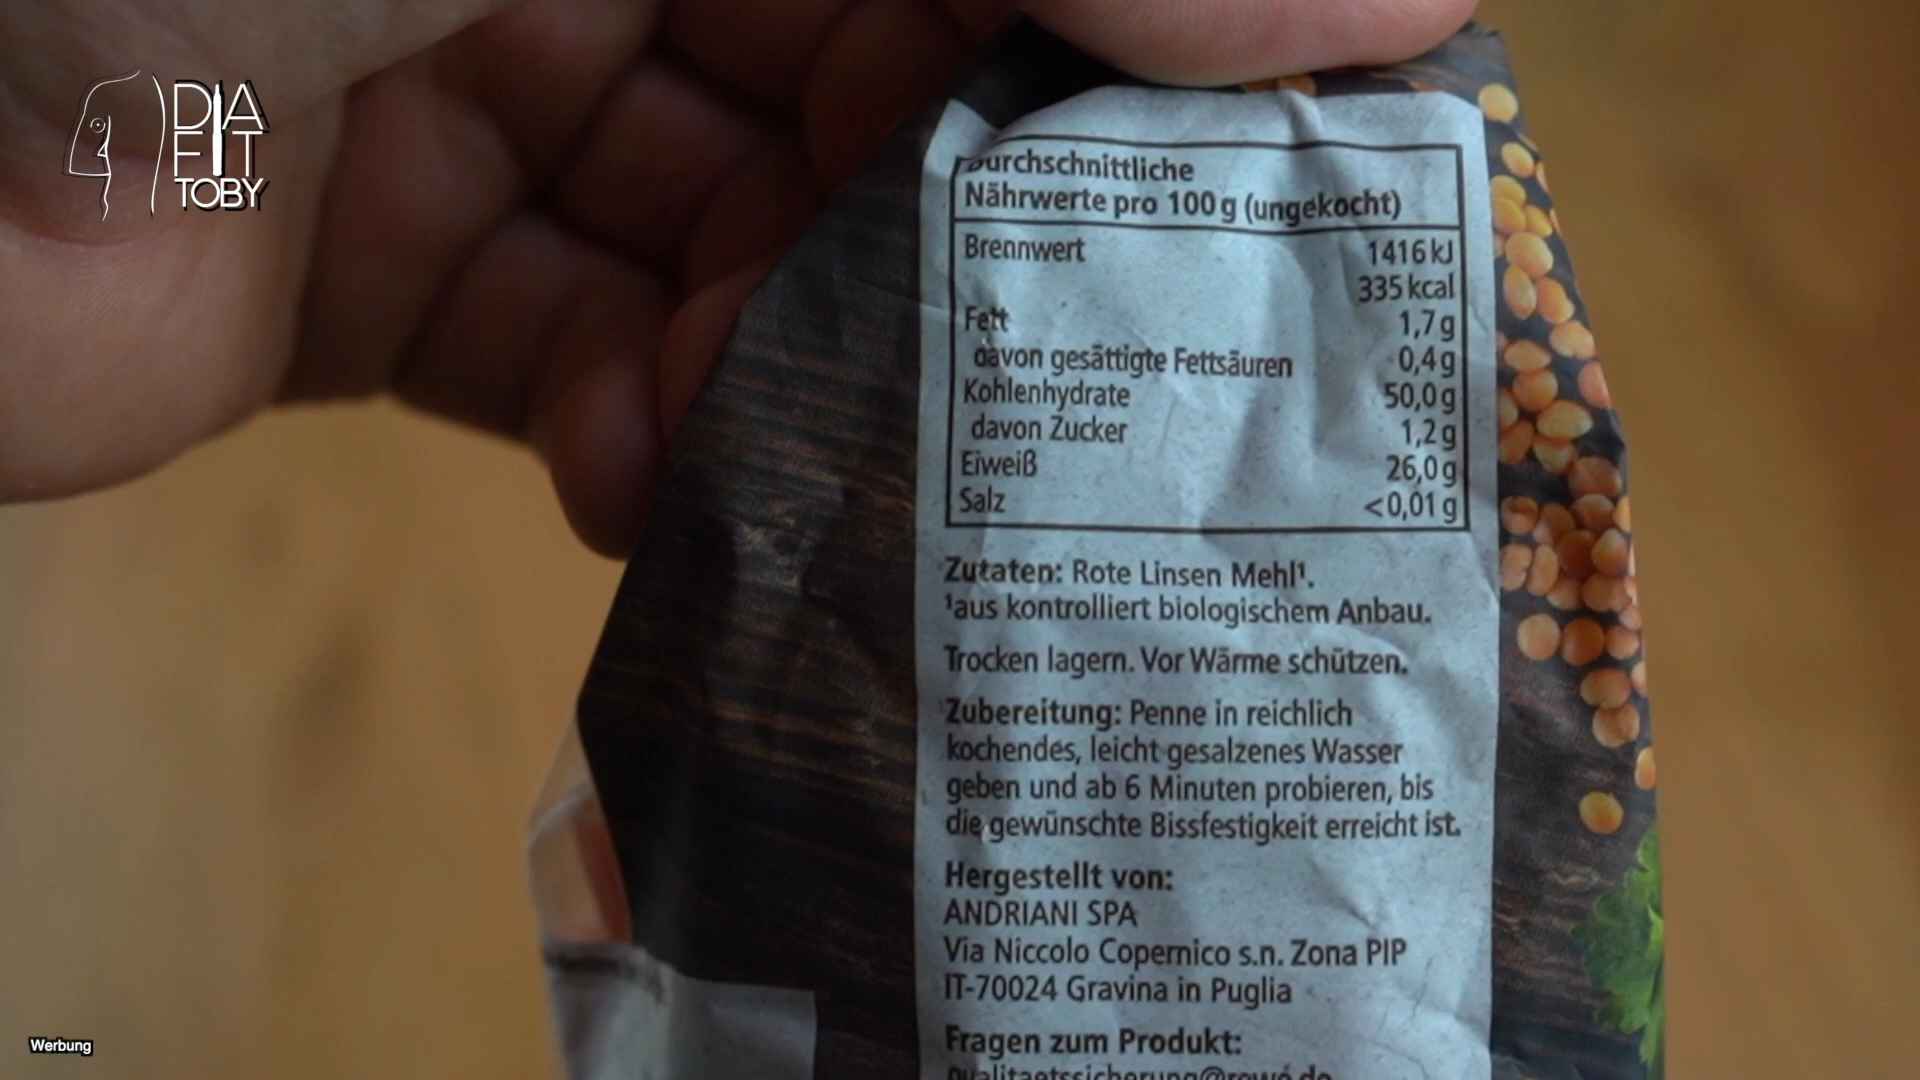 DIA
FIT
TOBY
Durchschnittliche
Nährwerte pro 100 g (ungekocht)
Brennwert 1416 kJ
335 kcal
Fett 1,7 g
davon gesättigte Fettsäuren 0,4 g
Kohlenhydrate 50,0 g
davon Zucker 1,2 g
Eiweiß 26,0 g
Salz <0,01 g
Zutaten: Rote Linsen Mehl¹.
¹aus kontrolliert biologischem Anbau.
Trocken lagern. Vor Wärme schützen.
Zubereitung: Penne in reichlich
kochendes, leicht gesalzenes Wasser
geben und ab 6 Minuten probieren, bis
die gewünschte Bissfestigkeit erreicht ist.
Hergestellt von:
ANDRIANI SPA
Via Niccolo Copernico s.n. Zona PIP
IT-70024 Gravina in Puglia
Fragen zum Produkt:
Werbung